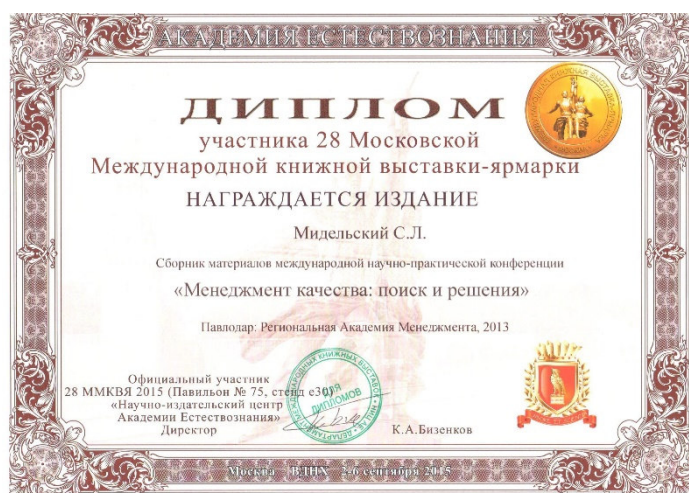 АКАДЕМИЯ ЕСТЕСТВОЗНАНИЯ
ДИПЛОМ
участника 28 Московской
Международной книжной выставки-ярмарки
НАГРАЖДАЕТСЯ ИЗДАНИЕ
Мидельский С.Л.
Сборник материалов международной научно-практической конференции
«Менеджмент качества: поиск и решения»
Павлодар: Региональная Академия Менеджмента, 2013
Официальный участник
28 ММКВЯ 2015 (Павильон № 75, стенд е30)
«Научно-издательский центр
Академии Естествознания»
Директор
К.А.Бизенков
ДЛЯ
ДИПЛОМОВ
Москва ВДНХ 2-6 сентября 2015